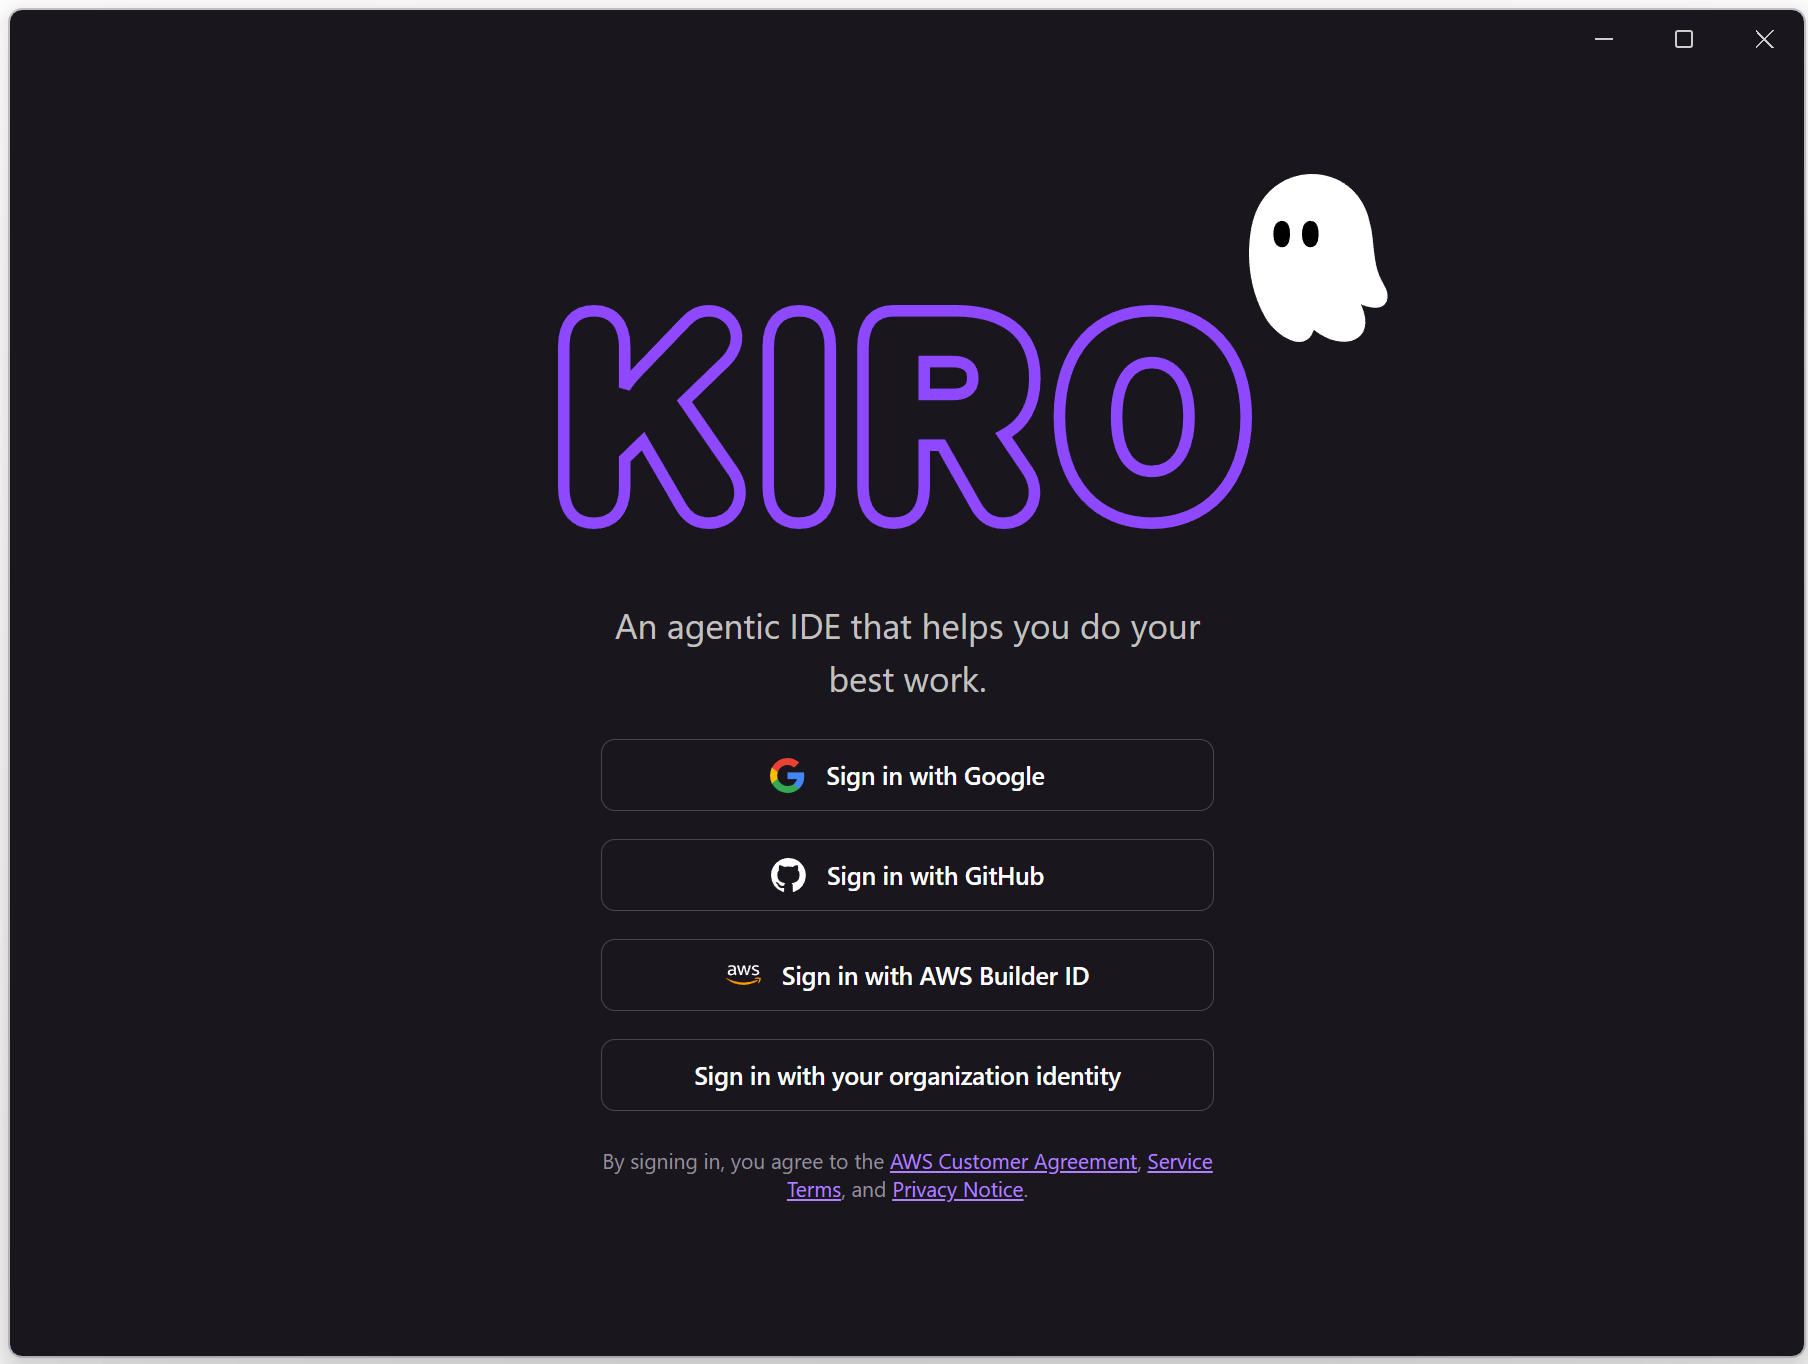 KIRO
An agentic IDE that helps you do your
best work.
Sign in with Google
Sign in with GitHub
aws Sign in with AWS Builder ID
Sign in with your organization identity
By signing in, you agree to the AWS Customer Agreement, Service
Terms, and Privacy Notice.